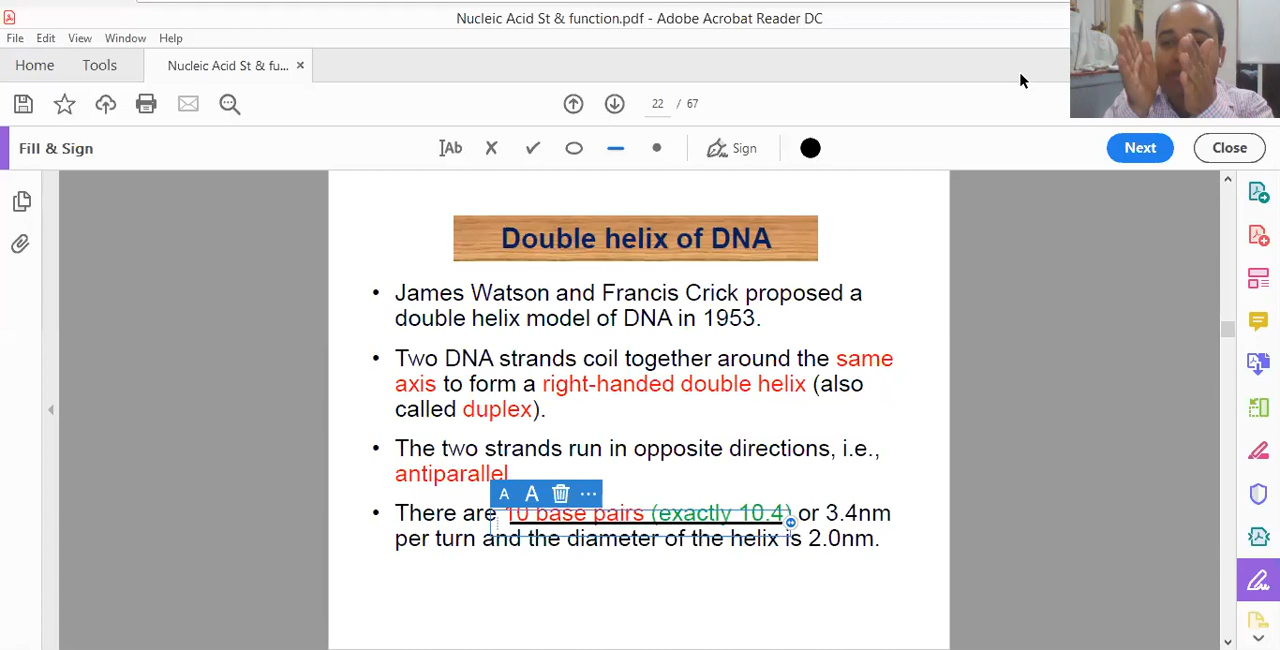 Nucleic Acid St & function.pdf - Adobe Acrobat Reader DC
File Edit View Window Help
Home Tools Nucleic Acid St & fu... ×
22 / 67
Fill & Sign Ab Sign Next Close
Double helix of DNA
• James Watson and Francis Crick proposed a
double helix model of DNA in 1953.
• Two DNA strands coil together around the same
axis to form a right-handed double helix (also
called duplex).
• The two strands run in opposite directions, i.e.,
antiparallel
A A ...
• There are 10 base pairs (exactly 10.4) or 3.4nm
per turn and the diameter of the helix is 2.0nm.